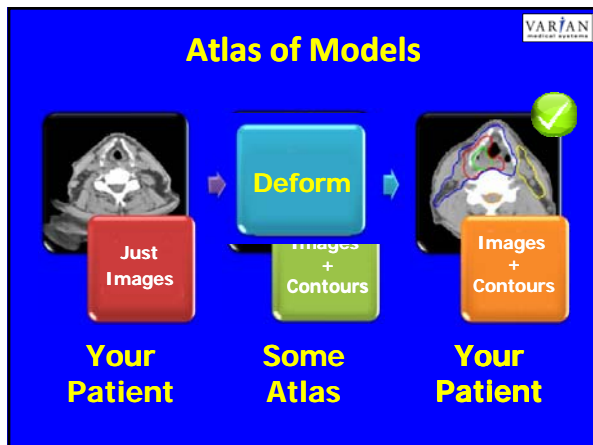 VARIAN
medical systems
Atlas of Models
Deform
Just
Images
Images
+
Contours
Images
+
Contours
Your
Patient
Some
Atlas
Your
Patient